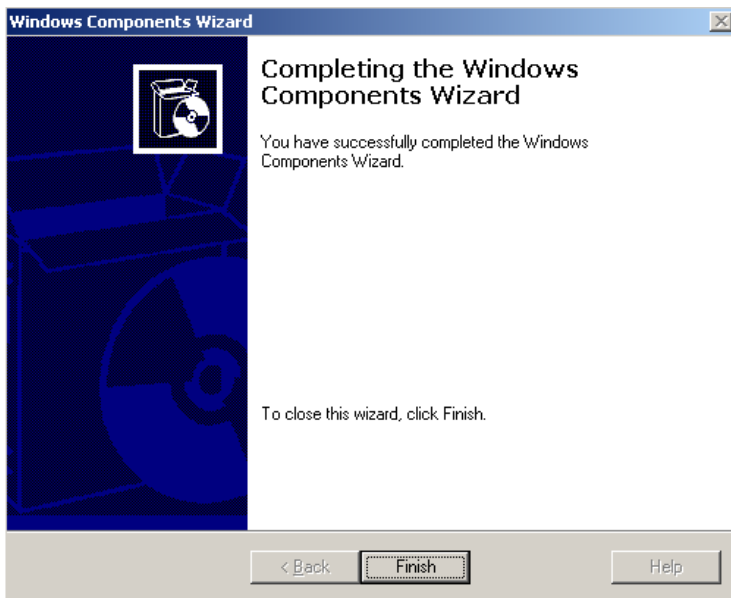 Windows Components Wizard
Completing the Windows
Components Wizard
You have successfully completed the Windows
Components Wizard.
To close this wizard, click Finish.
< Back
Finish
Help